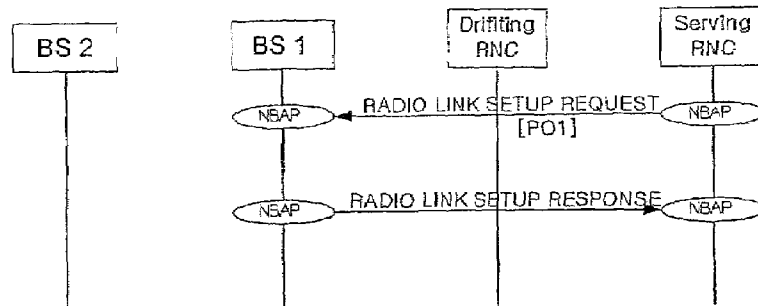 BS 2
BS 1
Drifiting
RNC
Serving
RNC
NBAP
RADIO LINK SETUP REQUEST
[PO1]
NBAP
NBAP
RADIO LINK SETUP RESPONSE
NBAP